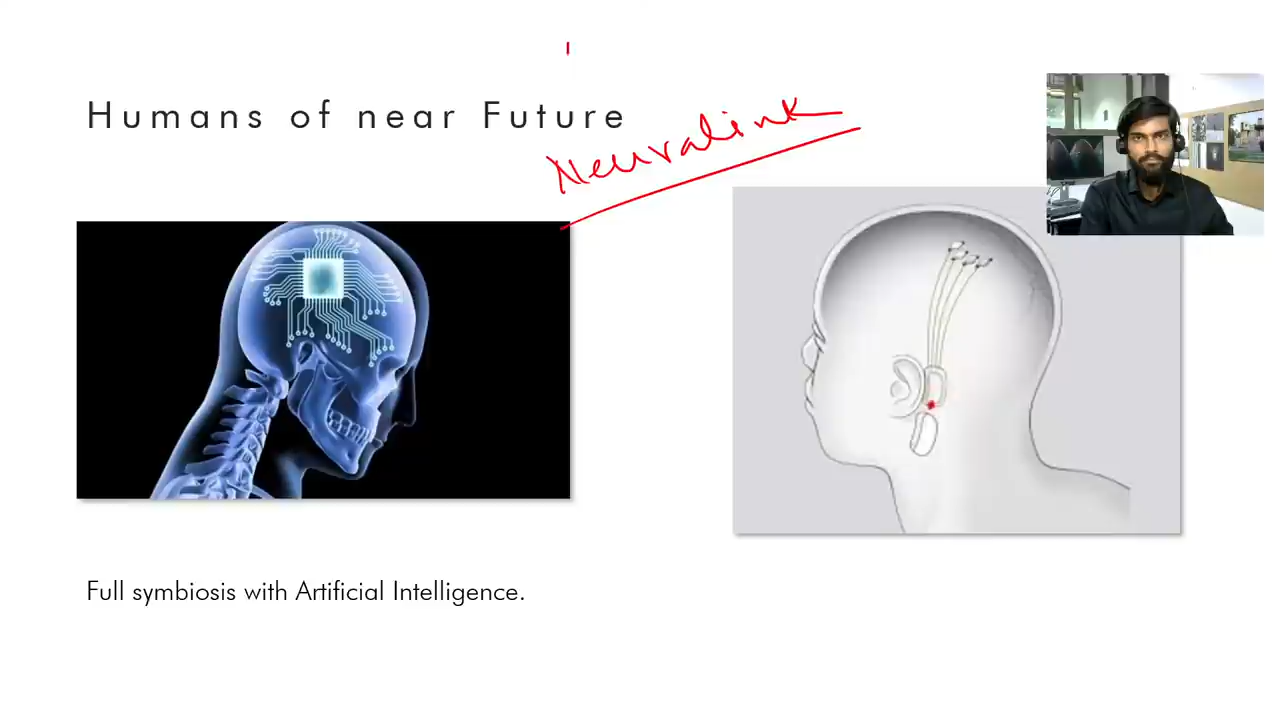 Humans of near Future
Neuralink
Full symbiosis with Artificial Intelligence.